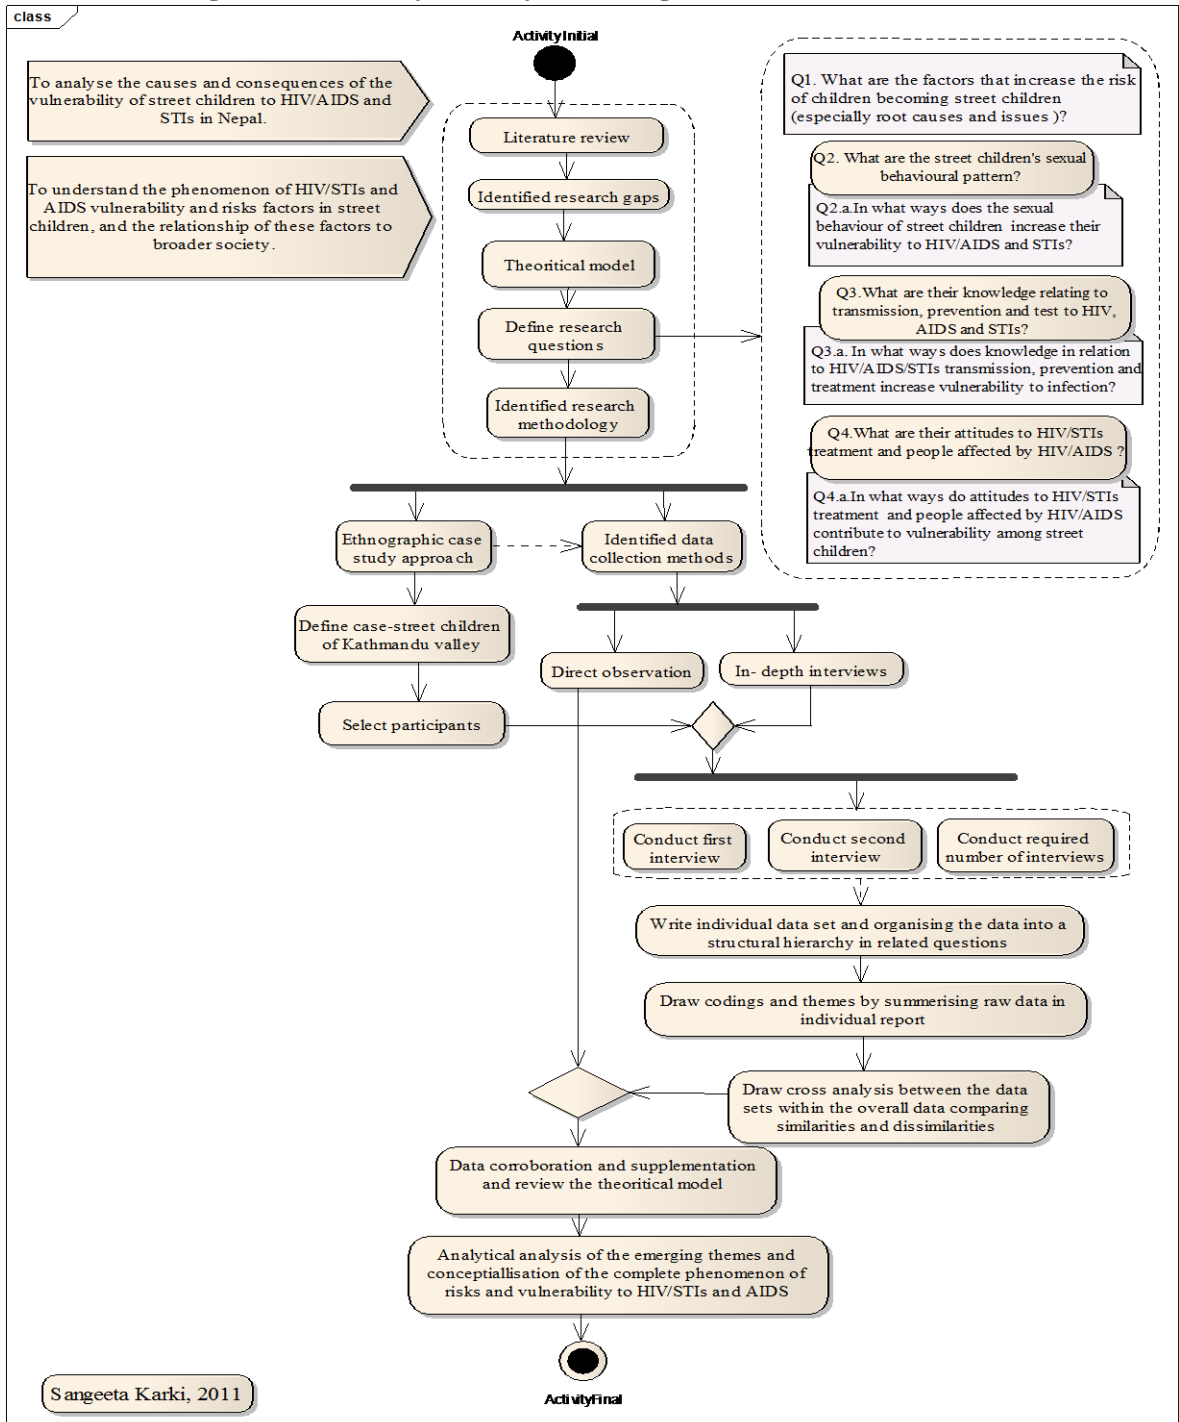 class
ActivityInitial
To analyse the causes and consequences of the
vulnerability of street children to HIV/AIDS and
STIs in Nepal.
To understand the phenomenon of HIV/STIs and
AIDS vulnerability and risks factors in street
children, and the relationship of these factors to
broader society.
Literature review
Identified research gaps
Theoritical model
Define research
questions
Identified research
methodology
Q1. What are the factors that increase the risk
of children becoming street children
(especially root causes and issues )?
Q2. What are the street children's sexual
behavioural pattern?
Q2.a.In what ways does the sexual
behaviour of street children increase their
vulnerability to HIV/AIDS and STIs?
Q3.What are their knowledge relating to
transmission, prevention and test to HIV,
AIDS and STIs?
Q3.a. In what ways does knowledge in relation
to HIV/AIDS/STIs transmission, prevention and
treatment increase vulnerability to infection?
Q4.What are their attitudes to HIV/STIs
treatment and people affected by HIV/AIDS ?
Q4.a.In what ways do attitudes to HIV/STIs
treatment and people affected by HIV/AIDS
contribute to vulnerability among street
children?
Ethnographic case
study approach
Identified data
collection methods
Define case-street children
of Kathmandu valley
Direct observation
In- depth interviews
Select participants
Conduct first
interview
Conduct second
interview
Conduct required
number of interviews
Write individual data set and organising the data into a
structural hierarchy in related questions
Draw codings and themes by summerising raw data in
individual report
Draw cross analysis between the data
sets within the overall data comparing
similarities and dissimilarities
Data corroboration and supplementation
and review the theoritical model
Analytical analysis of the emerging themes and
conceptiallisation of the complete phenomenon of
risks and vulnerability to HIV/STIs and AIDS
ActivityFinal
Sangeeta Karki, 2011